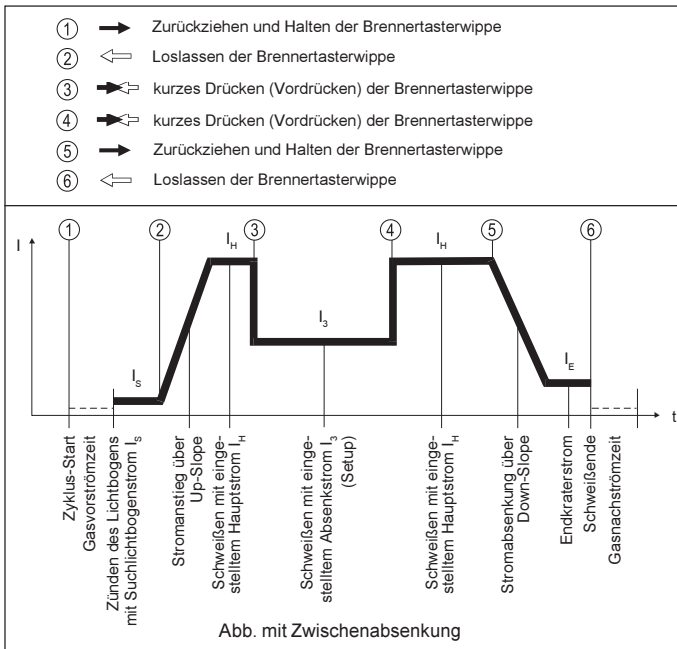 ① Zurückziehen und Halten der Brennertasterwippe
② Loslassen der Brennertasterwippe
③ kurzes Drücken (Vordrücken) der Brennertasterwippe
④ kurzes Drücken (Vordrücken) der Brennertasterwippe
⑤ Zurückziehen und Halten der Brennertasterwippe
⑥ Loslassen der Brennertasterwippe
① ② ③ ④ ⑤ ⑥
I
I_H
I_H
I_3
I_S
I_E
t
Zyklus-Start
Gasvorströmzeit
Zünden des Lichtbogens
mit Suchlichtbogenstrom I_S
Stromanstieg über
Up-Slope
Schweißen mit einge-
stelltem Hauptstrom I_H
Schweißen mit einge-
stelltem Absenkstrom I_3
(Setup)
Schweißen mit einge-
stelltem Hauptstrom I_H
Stromabsenkung über
Down-Slope
Endkraterstrom
Schweißende
Gasnachströmzeit
Abb. mit Zwischenabsenkung